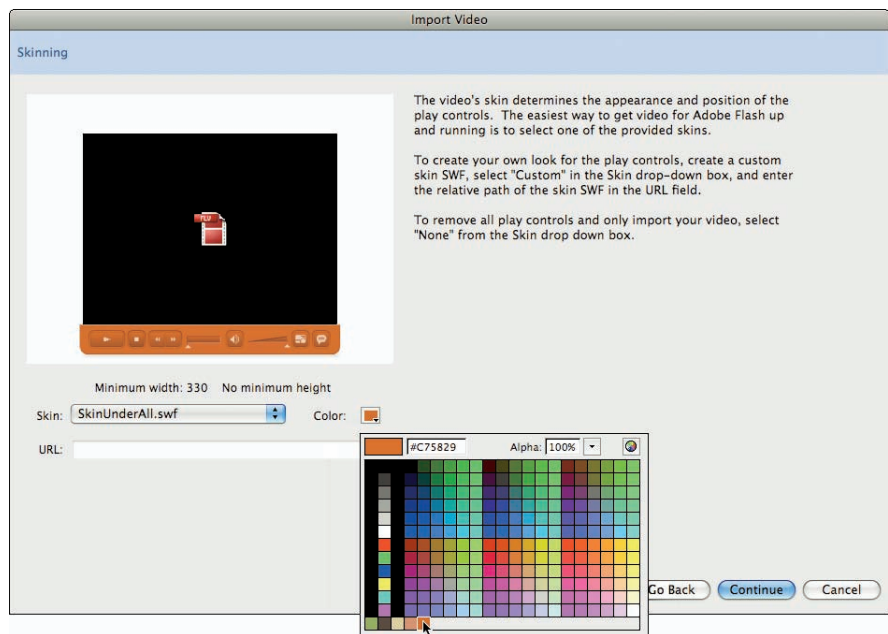 Import Video
Skinning
The video's skin determines the appearance and position of the
play controls. The easiest way to get video for Adobe Flash up
and running is to select one of the provided skins.
To create your own look for the play controls, create a custom
skin SWF, select "Custom" in the Skin drop-down box, and enter
the relative path of the skin SWF in the URL field.
To remove all play controls and only import your video, select
"None" from the Skin drop down box.
FLV
Minimum width: 330 No minimum height
Skin: SkinUnderAll.swf Color:
URL:
#C75829 Alpha: 100%
Go Back Continue Cancel